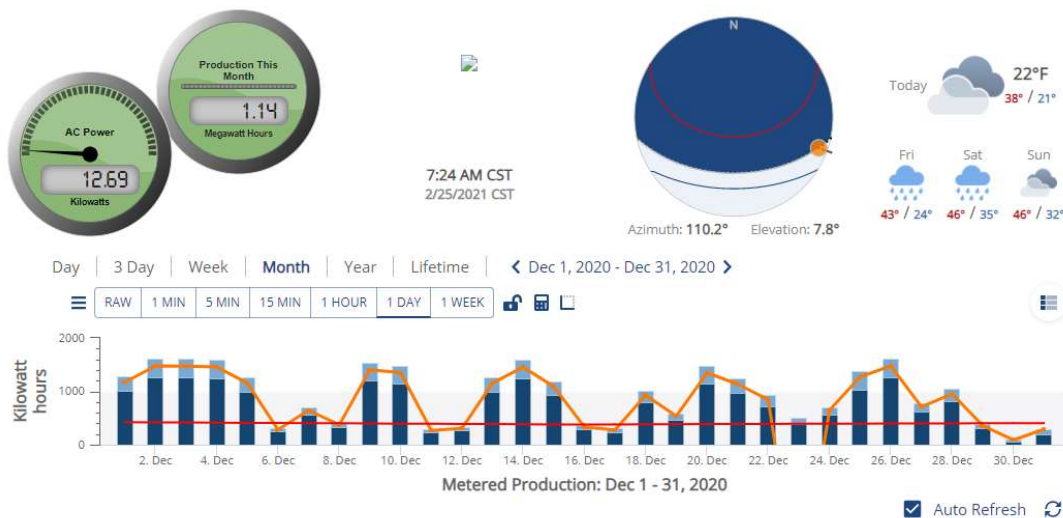 Production This
Month
1.14
Megawatt Hours
AC Power
12.69
Kilowatts
7:24 AM CST
2/25/2021 CST
N
Azimuth: 110.2° Elevation: 7.8°
Today
22°F
38° / 21°
Fri Sat Sun
43° / 24° 46° / 35° 46° / 32°
Day 3 Day Week Month Year Lifetime Dec 1, 2020 - Dec 31, 2020
RAW 1 MIN 5 MIN 15 MIN 1 HOUR 1 DAY 1 WEEK
Kilowatt
hours
2000
1000
0
2. Dec 4. Dec 6. Dec 8. Dec 10. Dec 12. Dec 14. Dec 16. Dec 18. Dec 20. Dec 22. Dec 24. Dec 26. Dec 28. Dec 30. Dec
Metered Production: Dec 1 - 31, 2020
Auto Refresh